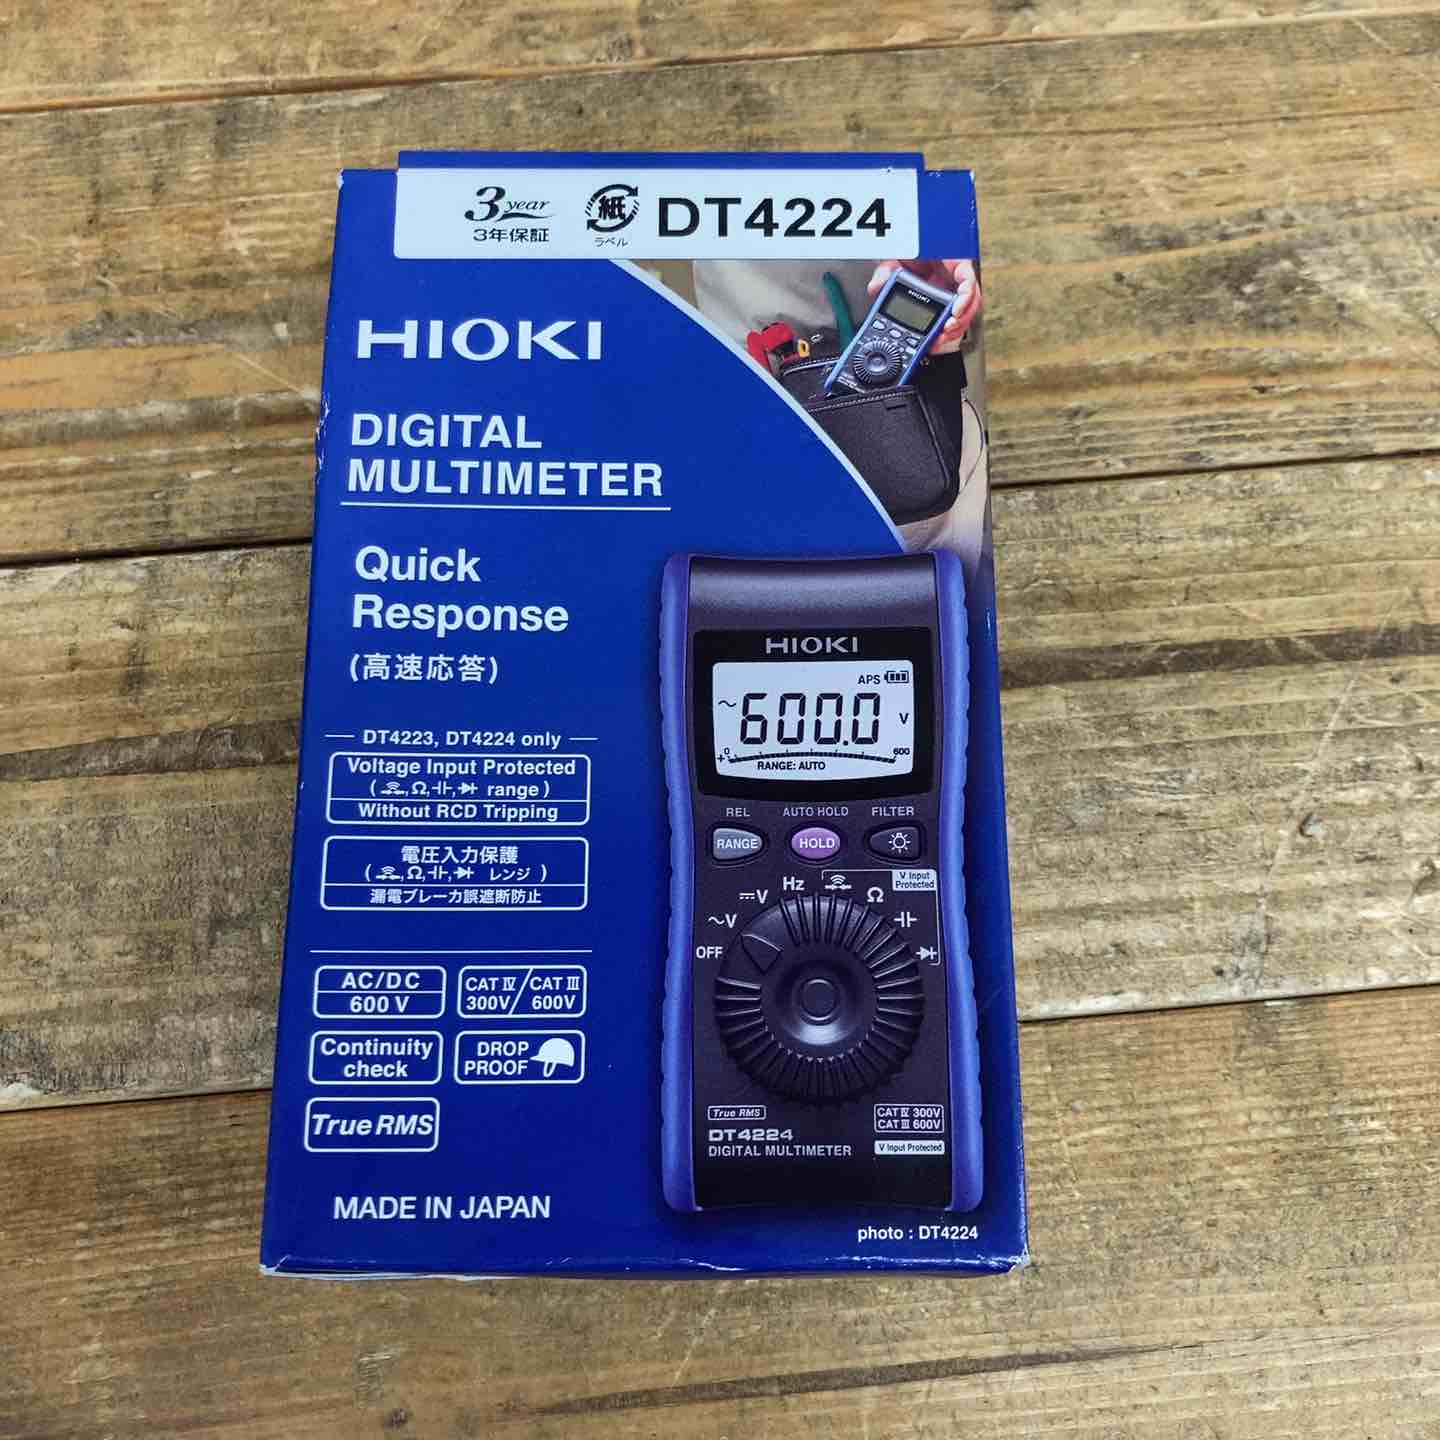 3 year
3年保証
紙
ラベル
DT4224
HIOKI
HIOKI
DIGITAL
MULTIMETER
Quick
Response
(高速応答)
DT4223, DT4224 only
Voltage Input Protected
( Ω, range )
Without RCD Tripping
電圧入力保護
( Ω, レンジ )
漏電ブレーカ誤遮断防止
AC/DC
600 V
CAT Ⅳ / CAT Ⅲ
300V / 600V
Continuity
check
DROP
PROOF
True RMS
MADE IN JAPAN
HIOKI
APS
~ 600.0 V
+ 0 600
RANGE: AUTO
REL AUTO HOLD FILTER
RANGE HOLD
V Input
Protected
Hz
⎓V Ω
~V
OFF
True RMS
CAT Ⅳ 300V
CAT Ⅲ 600V
DT4224
DIGITAL MULTIMETER
V Input Protected
photo : DT4224